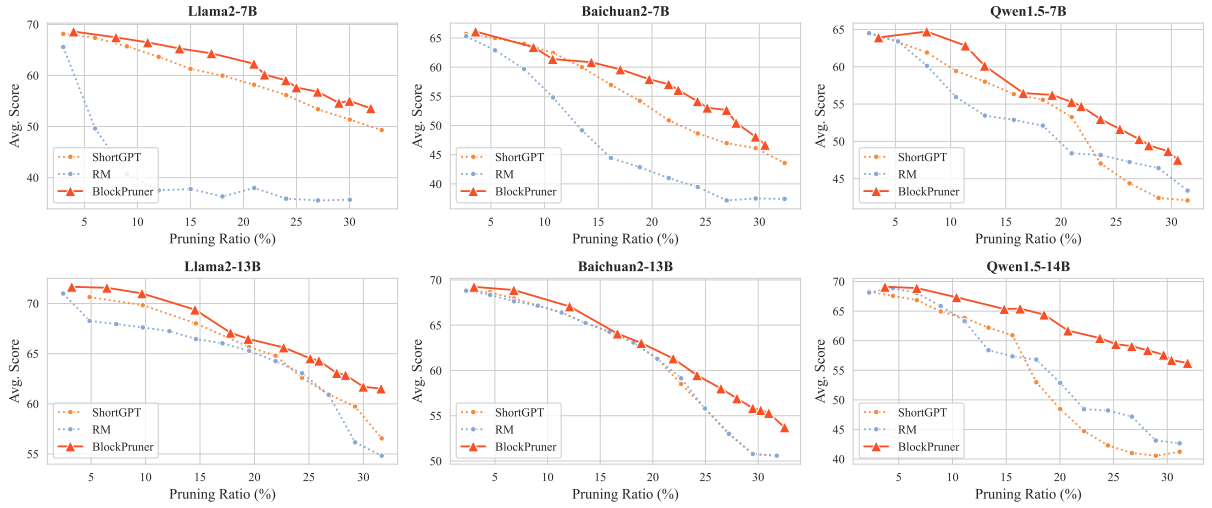 Llama2-7B
Avg. Score
70
60
50
40
ShortGPT
RM
BlockPruner
5 10 15 20 25 30
Pruning Ratio (%)
Baichuan2-7B
Avg. Score
65
60
55
50
45
40
ShortGPT
RM
BlockPruner
5 10 15 20 25 30
Pruning Ratio (%)
Qwen1.5-7B
Avg. Score
65
60
55
50
45
ShortGPT
RM
BlockPruner
5 10 15 20 25 30
Pruning Ratio (%)
Llama2-13B
Avg. Score
70
65
60
55
ShortGPT
RM
BlockPruner
5 10 15 20 25 30
Pruning Ratio (%)
Baichuan2-13B
Avg. Score
70
65
60
55
50
ShortGPT
RM
BlockPruner
5 10 15 20 25 30
Pruning Ratio (%)
Qwen1.5-14B
Avg. Score
70
65
60
55
50
45
40
ShortGPT
RM
BlockPruner
5 10 15 20 25 30
Pruning Ratio (%)